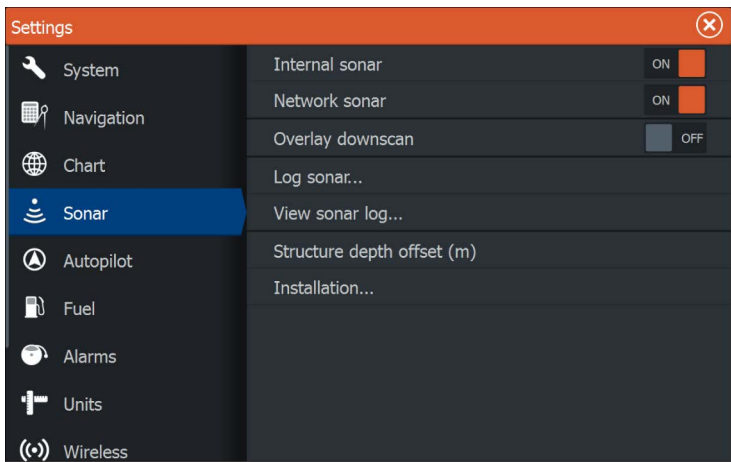 Settings
System
Navigation
Chart
Sonar
Autopilot
Fuel
Alarms
Units
Wireless
Internal sonar ON
Network sonar ON
Overlay downscan OFF
Log sonar...
View sonar log...
Structure depth offset (m)
Installation...